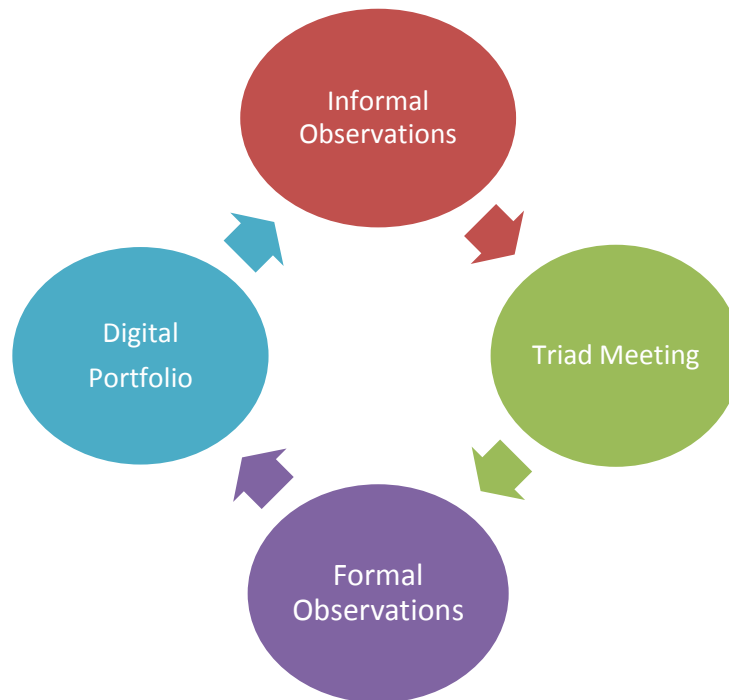 Informal
Observations
Triad Meeting
Formal
Observations
Digital
Portfolio